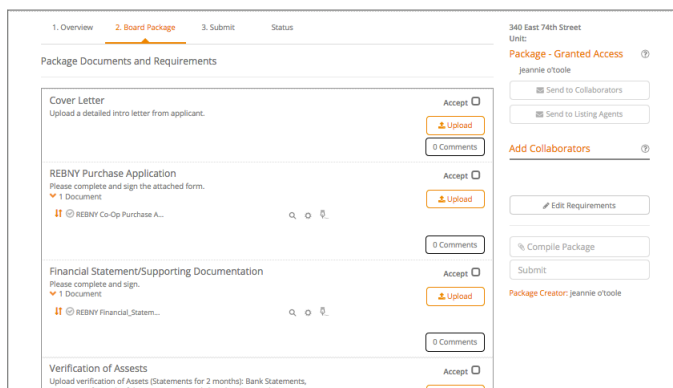 1. Overview
2. Board Package
3. Submit
Status
Package Documents and Requirements
Cover Letter
Upload a detailed intro letter from applicant.
Accept
Upload
0 Comments
REBNY Purchase Application
Please complete and sign the attached form.
1 Document
REBNY Co-Op Purchase A...
Accept
Upload
0 Comments
Financial Statement/Supporting Documentation
Please complete and sign.
1 Document
REBNY Financial_Statem...
Accept
Upload
0 Comments
Verification of Assests
Upload verification of Assets (Statements for 2 months): Bank Statements,
Accept
340 East 74th Street
Unit:
Package - Granted Access
jeannie o'toole
Send to Collaborators
Send to Listing Agents
Add Collaborators
Edit Requirements
Compile Package
Submit
Package Creator: jeannie o'toole